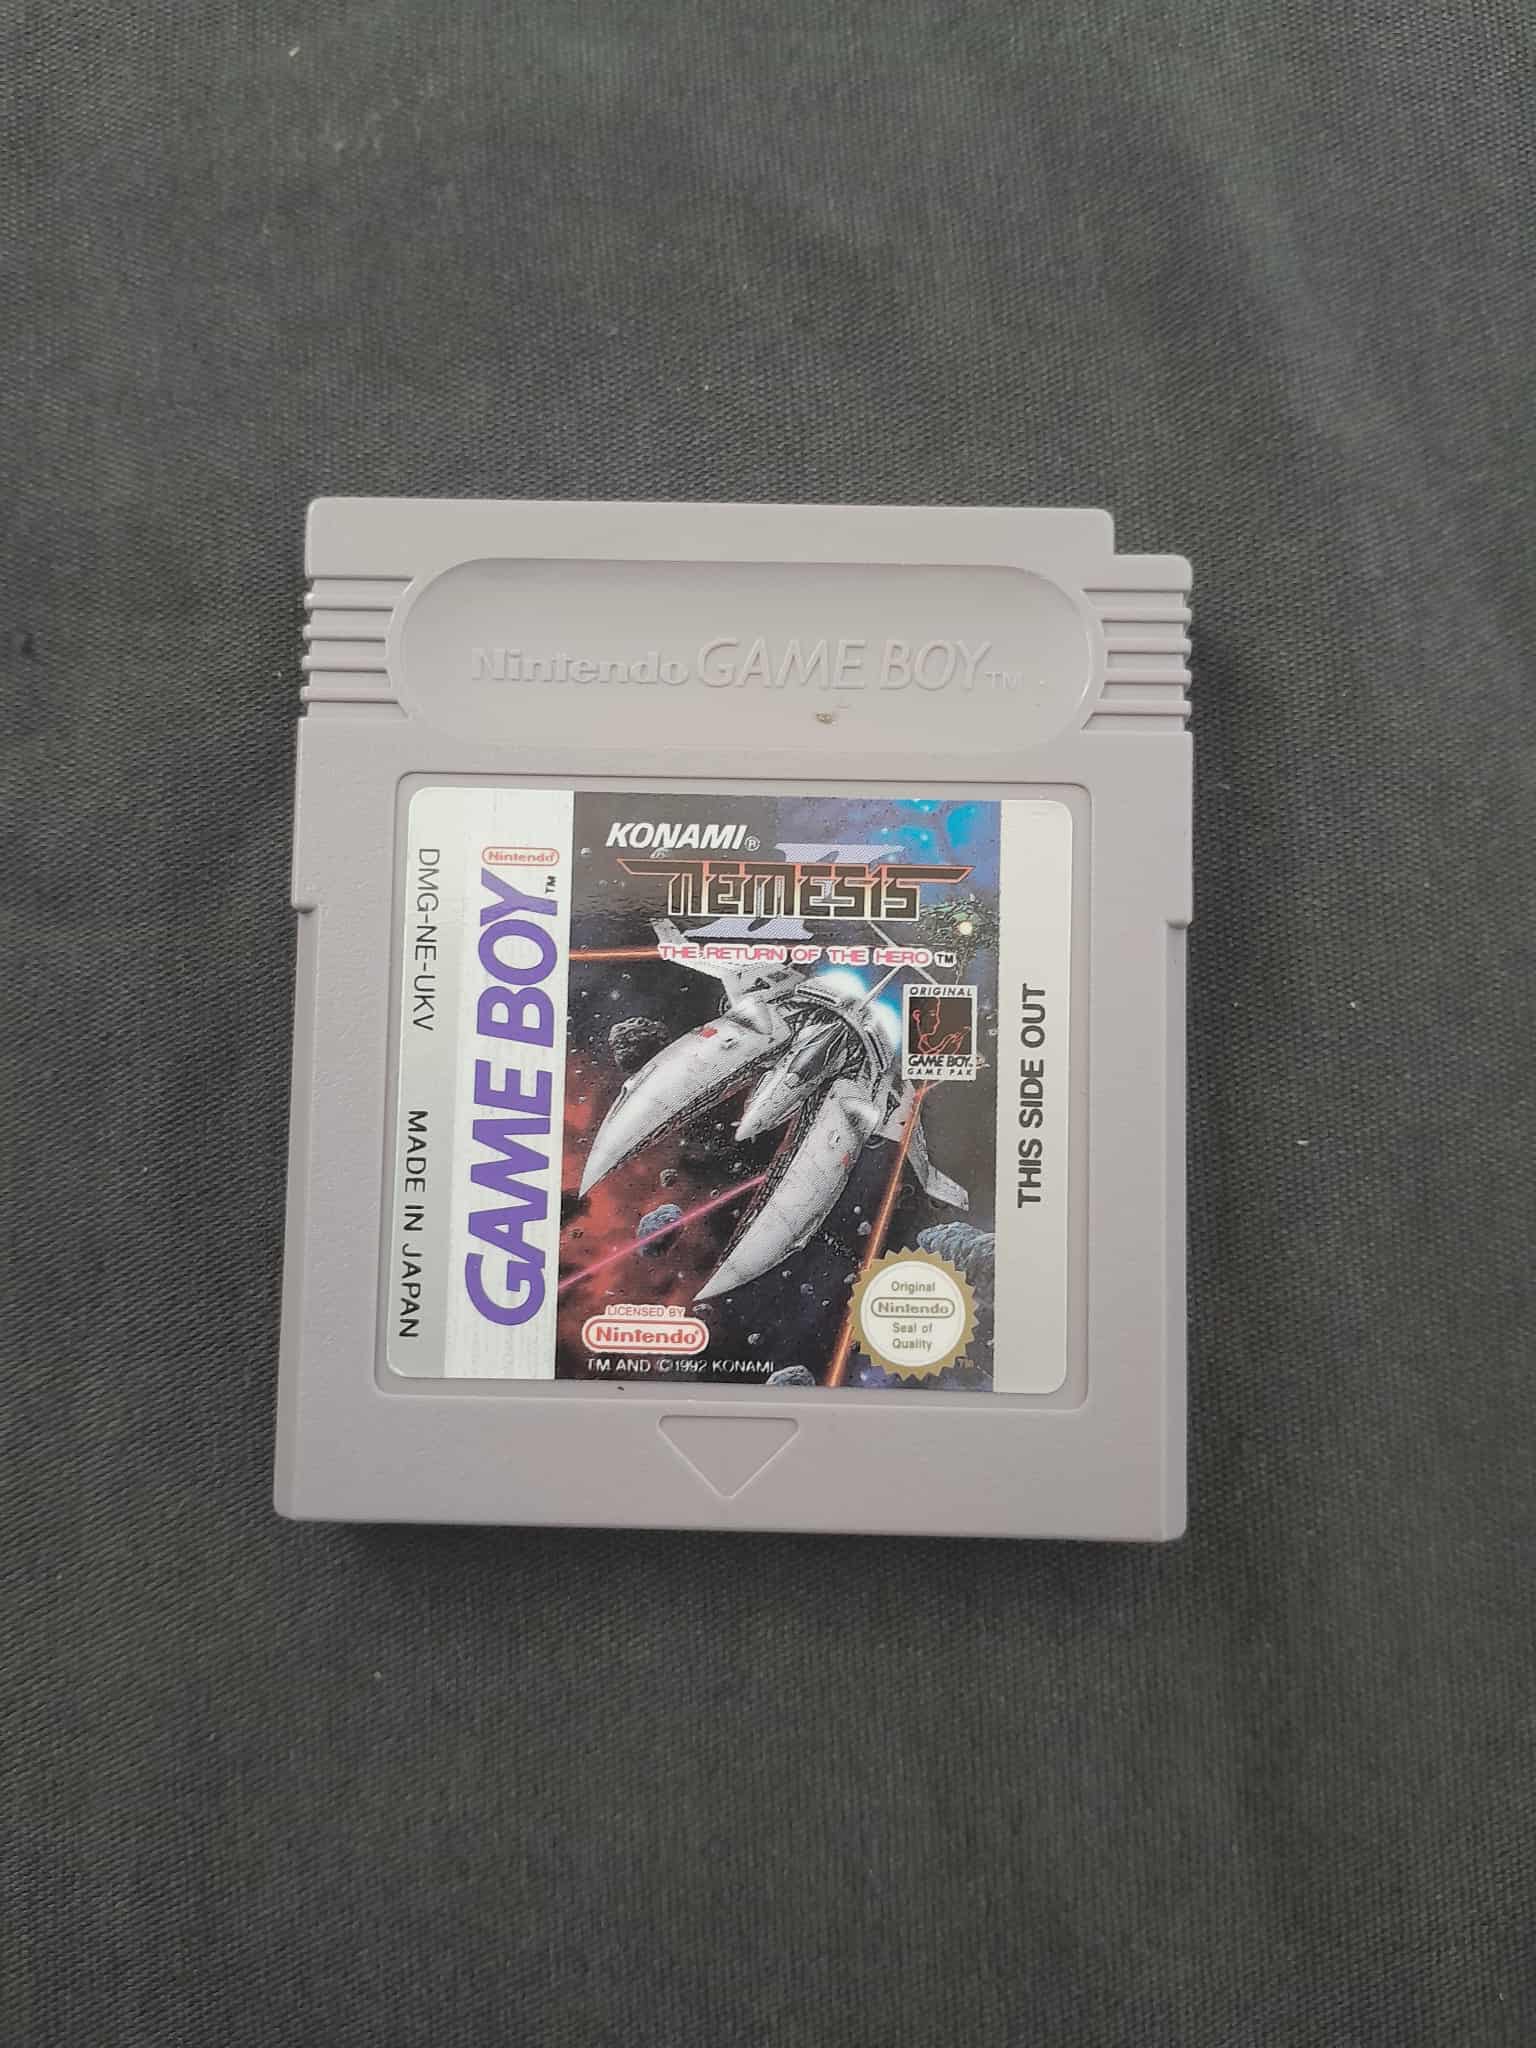 Nintendo GAME BOY™
DMG-NE-UKV
MADE IN JAPAN
Nintendo
GAME BOY™
KONAMI®
II
NEMESIS
THE RETURN OF THE HERO™
ORIGINAL
GAME BOY™
GAME PAK
LICENSED BY
Nintendo®
TM AND ©1992 KONAMI
Original
Nintendo
Seal of
Quality
TM
THIS SIDE OUT